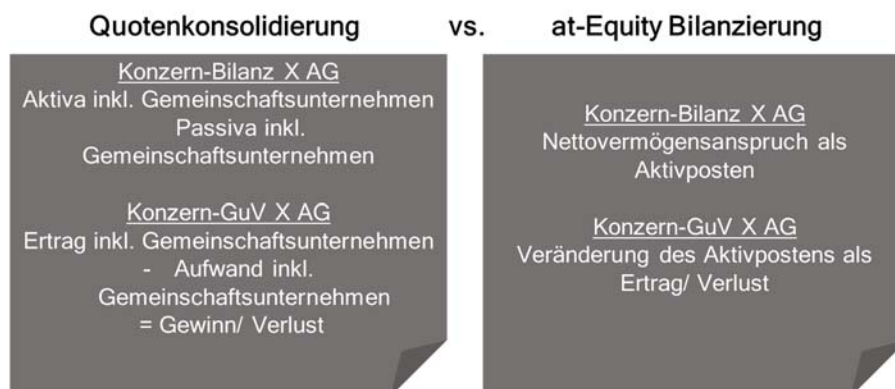 Quotenkonsolidierung vs. at-Equity Bilanzierung
Konzern-Bilanz X AG
Aktiva inkl. Gemeinschaftsunternehmen
Passiva inkl.
Gemeinschaftsunternehmen
Konzern-GuV X AG
Ertrag inkl. Gemeinschaftsunternehmen
- Aufwand inkl.
Gemeinschaftsunternehmen
= Gewinn/ Verlust
Konzern-Bilanz X AG
Nettovermögensanspruch als
Aktivposten
Konzern-GuV X AG
Veränderung des Aktivpostens als
Ertrag/ Verlust